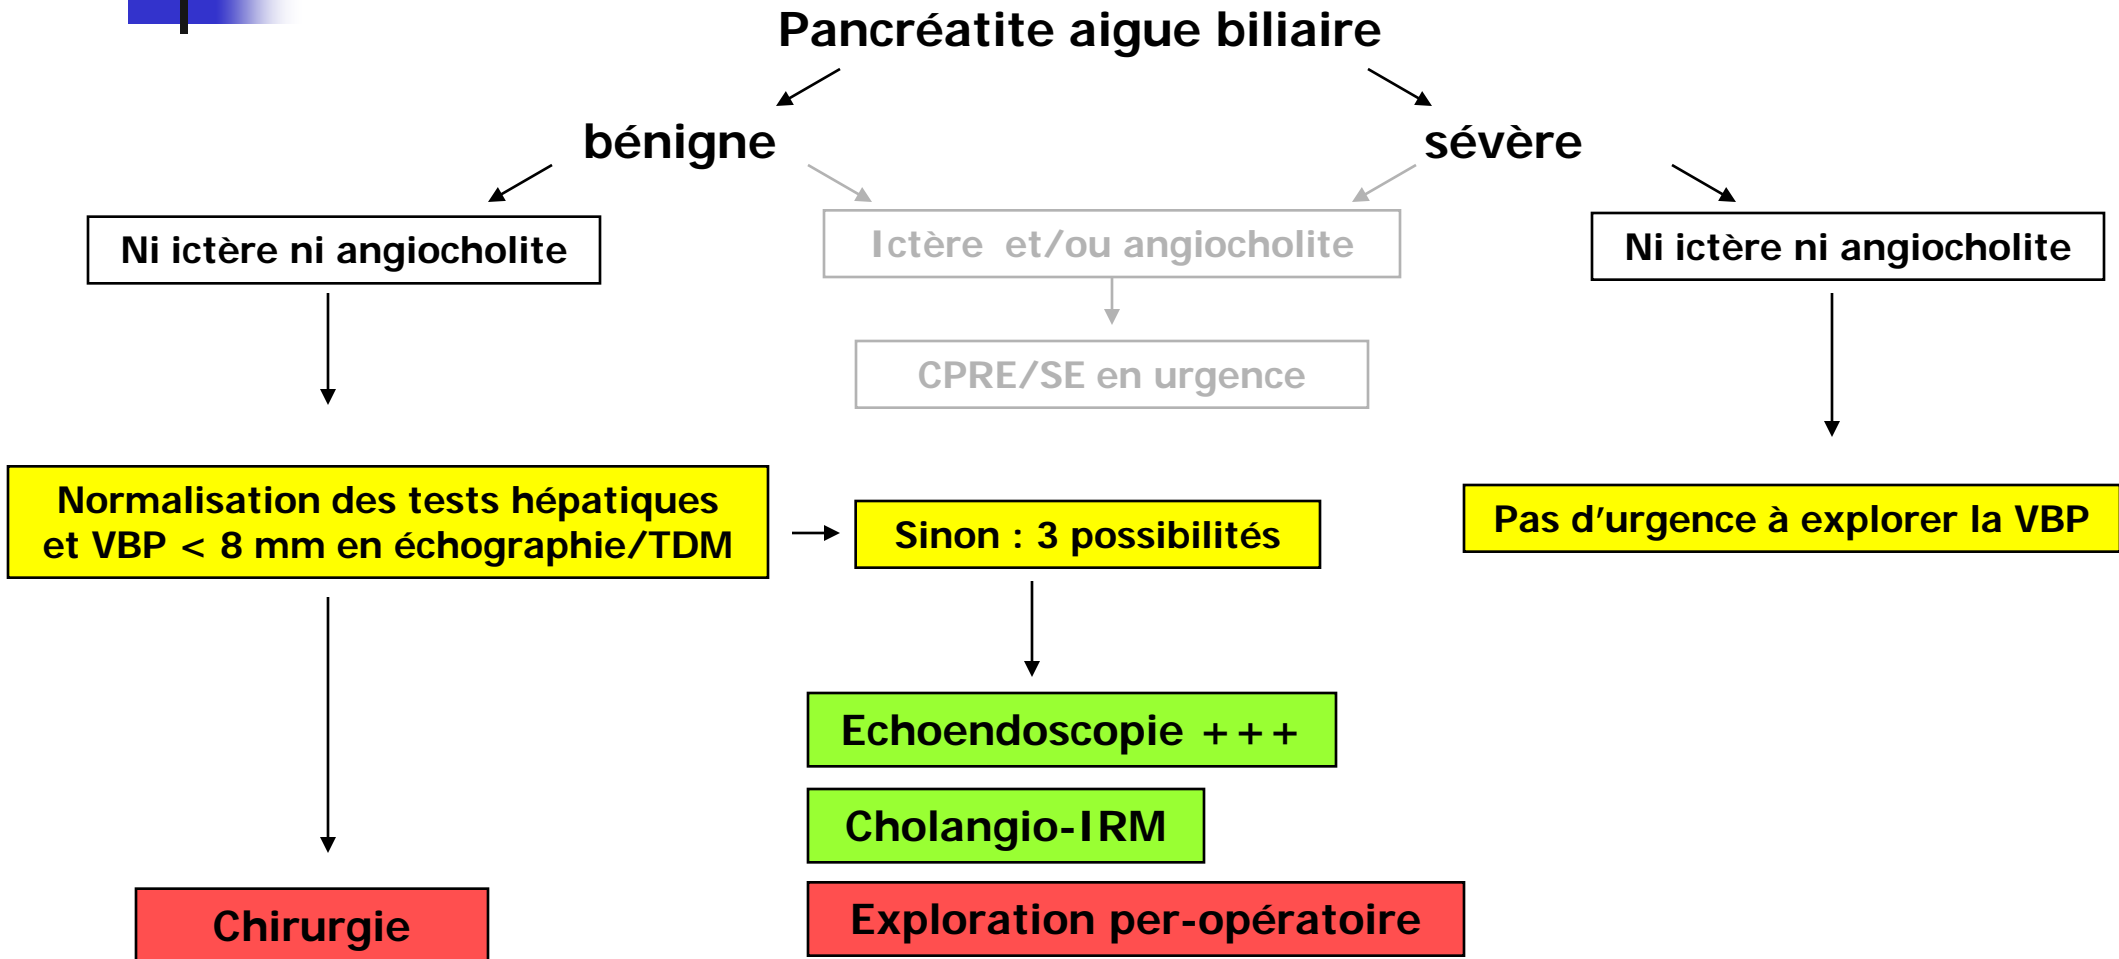 Pancréatite aigue biliaire
bénigne
sévère
Ni ictère ni angiocholite
Ictère et/ou angiocholite
Ni ictère ni angiocholite
CPRE/SE en urgence
Normalisation des tests hépatiques
et VBP < 8 mm en échographie/TDM
Sinon : 3 possibilités
Pas d'urgence à explorer la VBP
Echoendoscopie +++
Cholangio-IRM
Exploration per-opératoire
Chirurgie